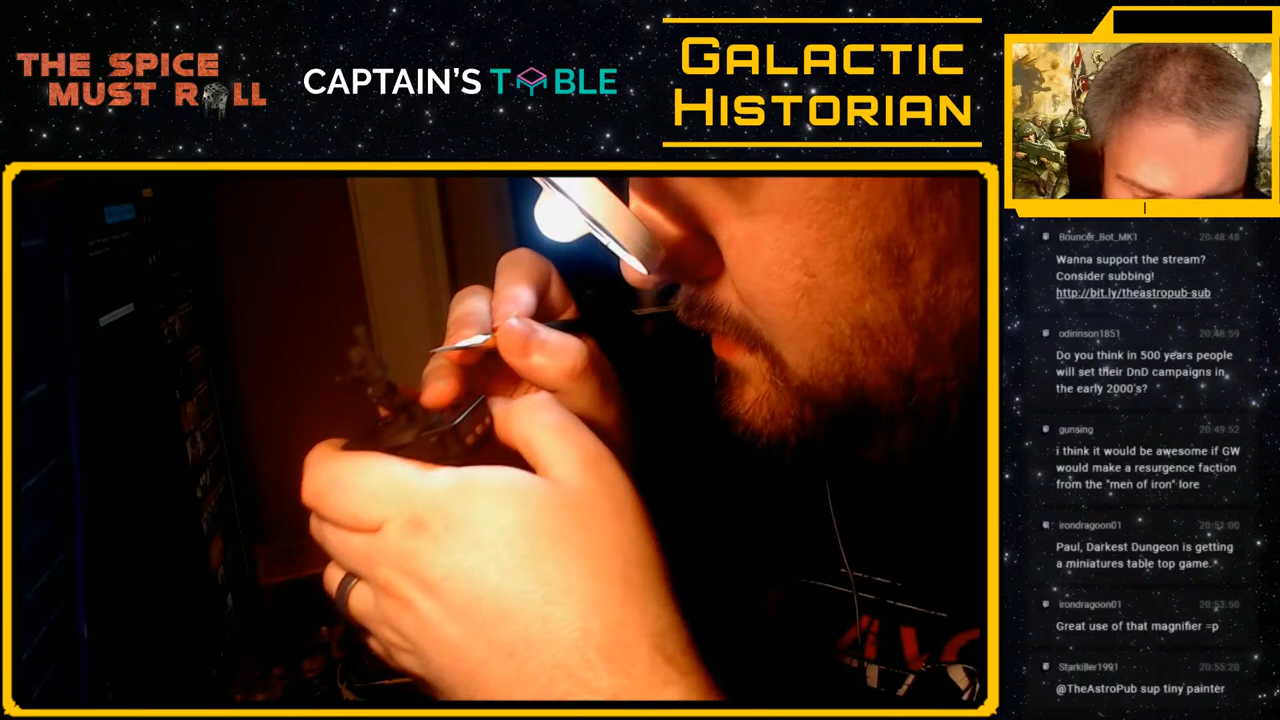 THE SPICE
MUST ROLL
CAPTAIN'S TABLE
GALACTIC
HISTORIAN
Bouncer_Bot_MK1 20:48:48
Wanna support the stream?
Consider subbing!
http://bit.ly/theastropub-sub
odinnson1851 20:48:59
Do you think in 500 years people
will set their DnD campaigns in
the early 2000's?
gunsing 20:49:52
i think it would be awesome if GW
would make a resurgence faction
from the "men of iron" lore
irondragoon01 20:51:00
Paul, Darkest Dungeon is getting
a miniatures table top game.
irondragoon01 20:53:50
Great use of that magnifier =p
Starkiller1991 20:55:20
@TheAstroPub sup tiny painter